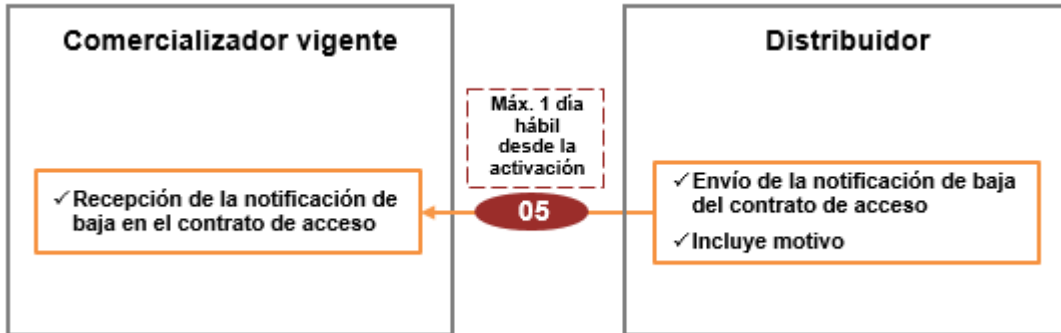 Comercializador vigente
Distribuidor
Máx. 1 día
hábil
desde la
activación
✓ Recepción de la notificación de
baja en el contrato de acceso
05
✓ Envío de la notificación de baja
del contrato de acceso
✓ Incluye motivo